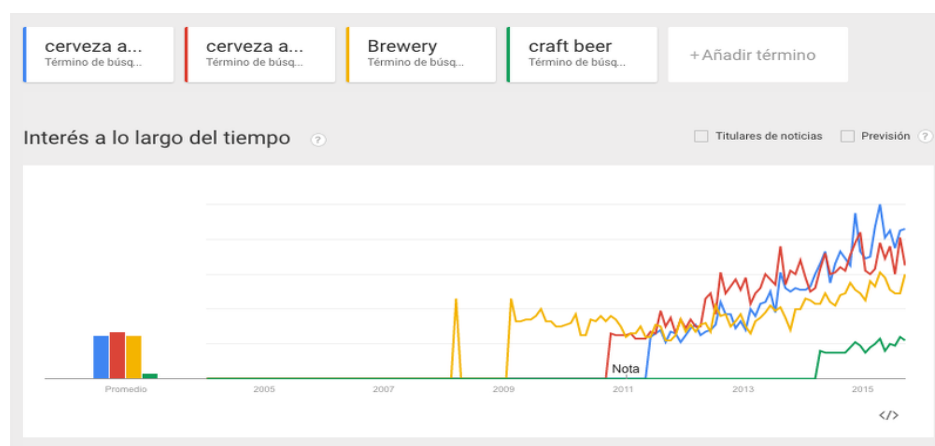 cerveza a...
Término de búsq...
cerveza a...
Término de búsq...
Brewery
Término de búsq...
craft beer
Término de búsq...
+Añadir término
Interés a lo largo del tiempo ?
Titulares de noticias
Previsión ?
Nota
Promedio 2005 2007 2009 2011 2013 2015
</>